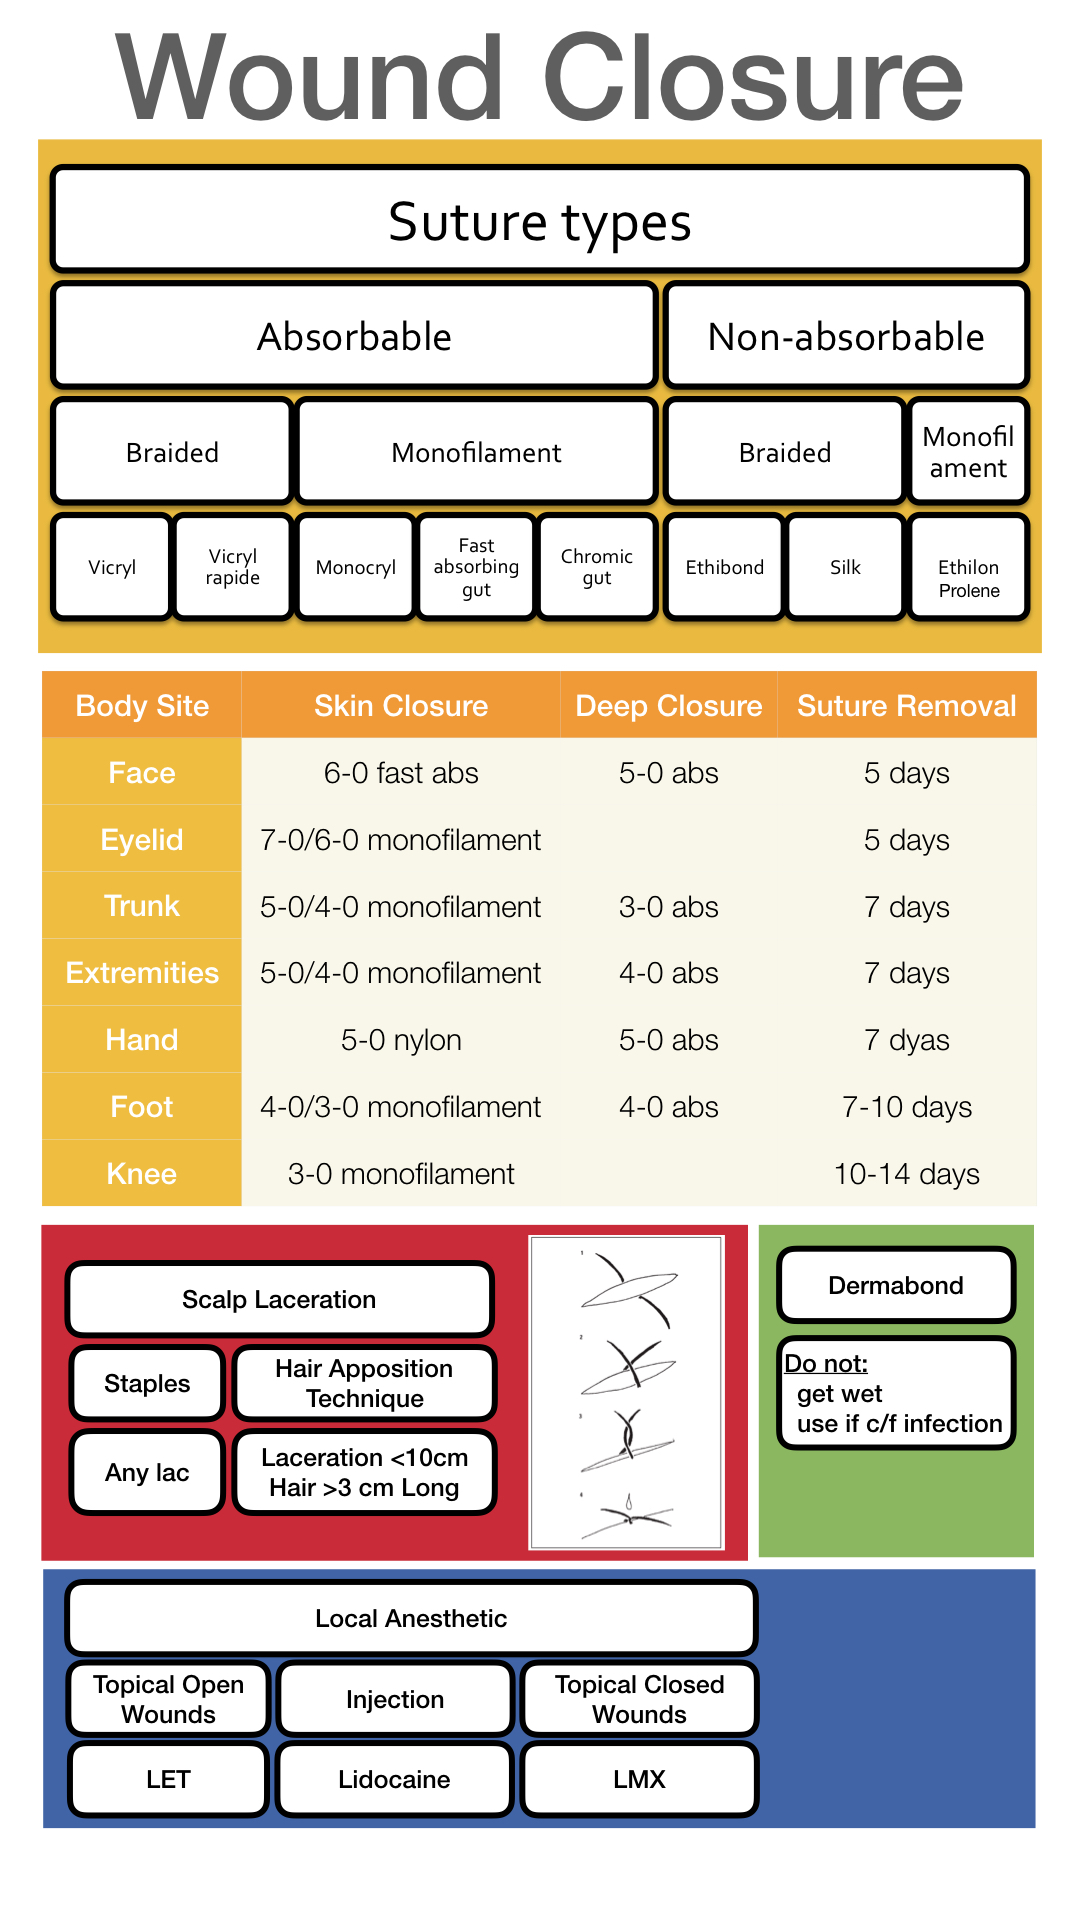 Wound Closure
Suture types
Absorbable
Non-absorbable
Braided
Monofilament
Braided
Monofil
ament
Vicryl
Vicryl
rapide
Monocryl
Fast
absorbing
gut
Chromic
gut
Ethibond
Silk
Ethilon
Prolene
Body Site Skin Closure Deep Closure Suture Removal
Face 6-0 fast abs 5-0 abs 5 days
Eyelid 7-0/6-0 monofilament 5 days
Trunk 5-0/4-0 monofilament 3-0 abs 7 days
Extremities 5-0/4-0 monofilament 4-0 abs 7 days
Hand 5-0 nylon 5-0 abs 7 dyas
Foot 4-0/3-0 monofilament 4-0 abs 7-10 days
Knee 3-0 monofilament 10-14 days
Scalp Laceration
Staples
Hair Apposition
Technique
Any lac
Laceration <10cm
Hair >3 cm Long
1
2
3
4
Dermabond
Do not:
get wet
use if c/f infection
Local Anesthetic
Topical Open
Wounds
Injection
Topical Closed
Wounds
LET
Lidocaine
LMX